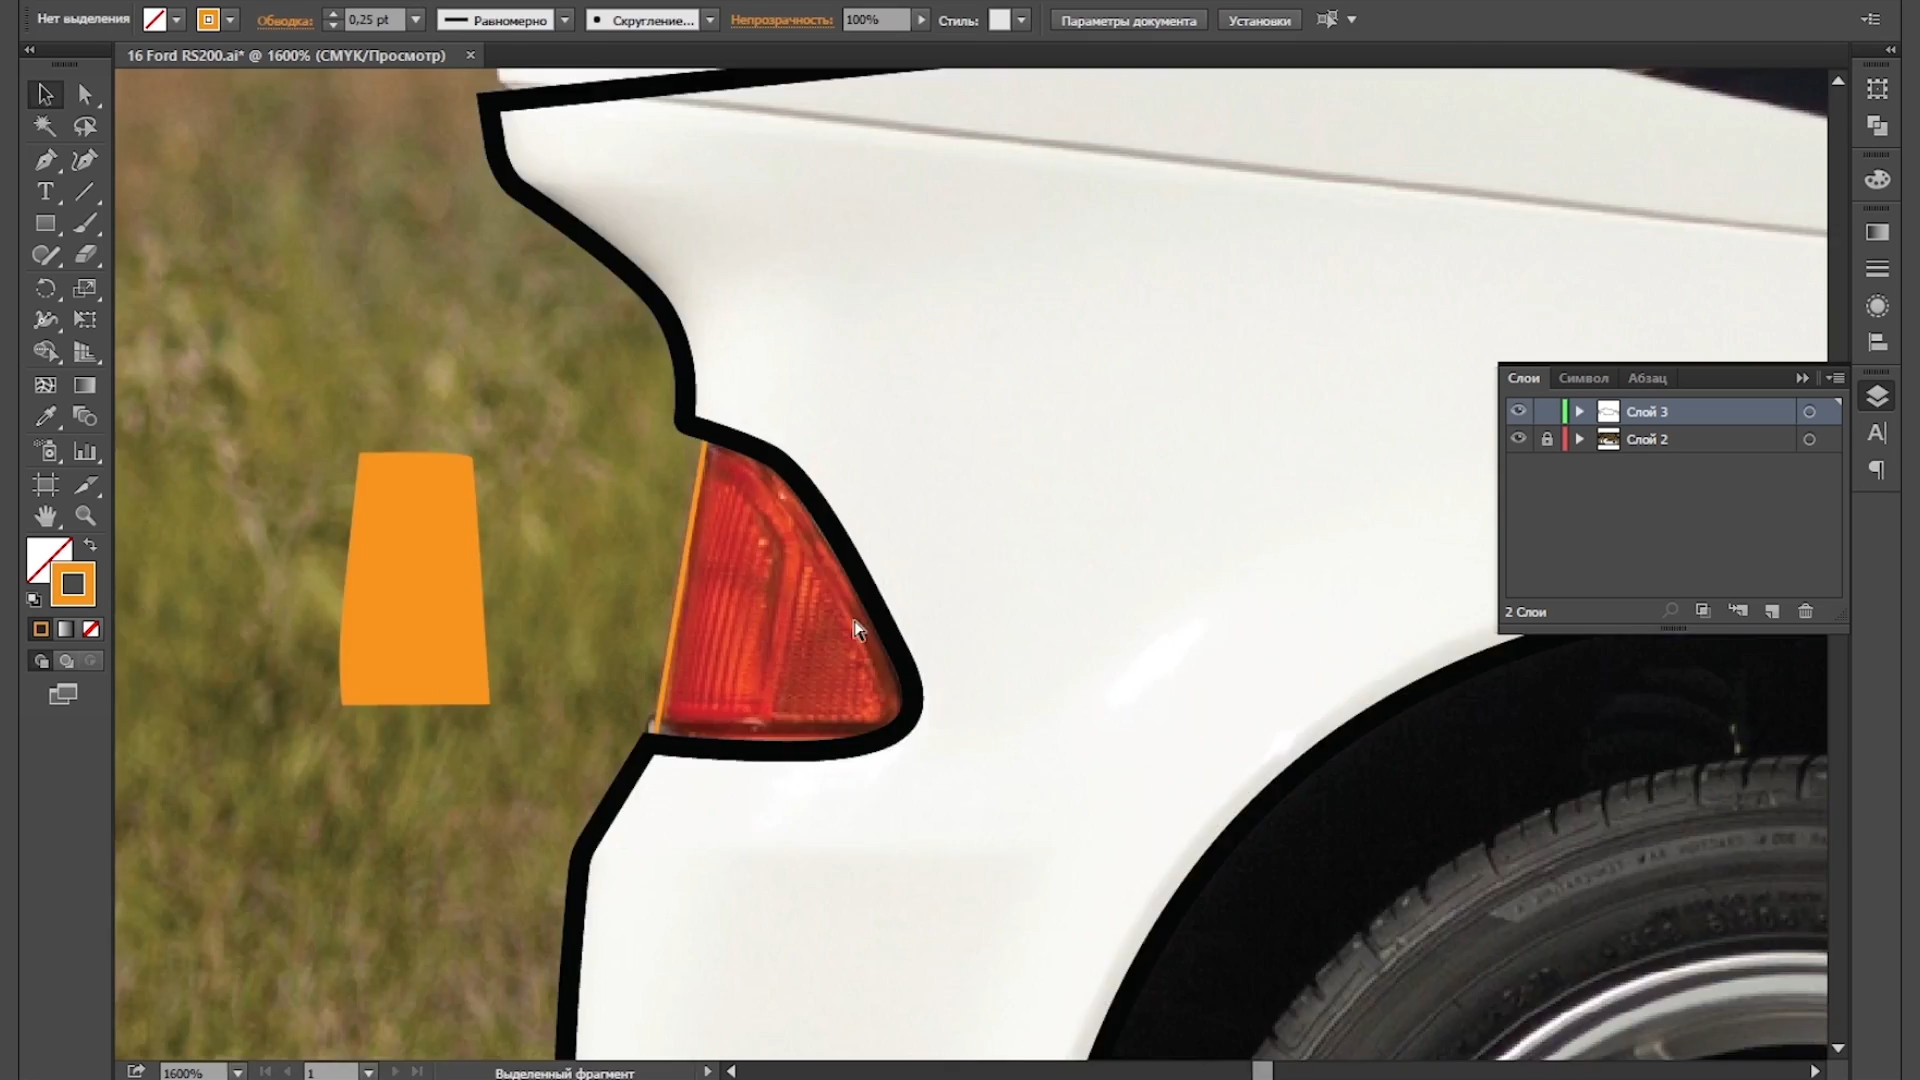 Нет выделения
Обводка:
0,25 pt
Равномерно
Скругление...
Непрозрачность:
100%
Стиль:
Параметры документа
Установки
16 Ford RS200.ai* @ 1600% (CMYK/Просмотр)
Слои
Символ
Абзац
Слой 3
Слой 2
2 Слои
1600%
1
Выделенный фрагмент